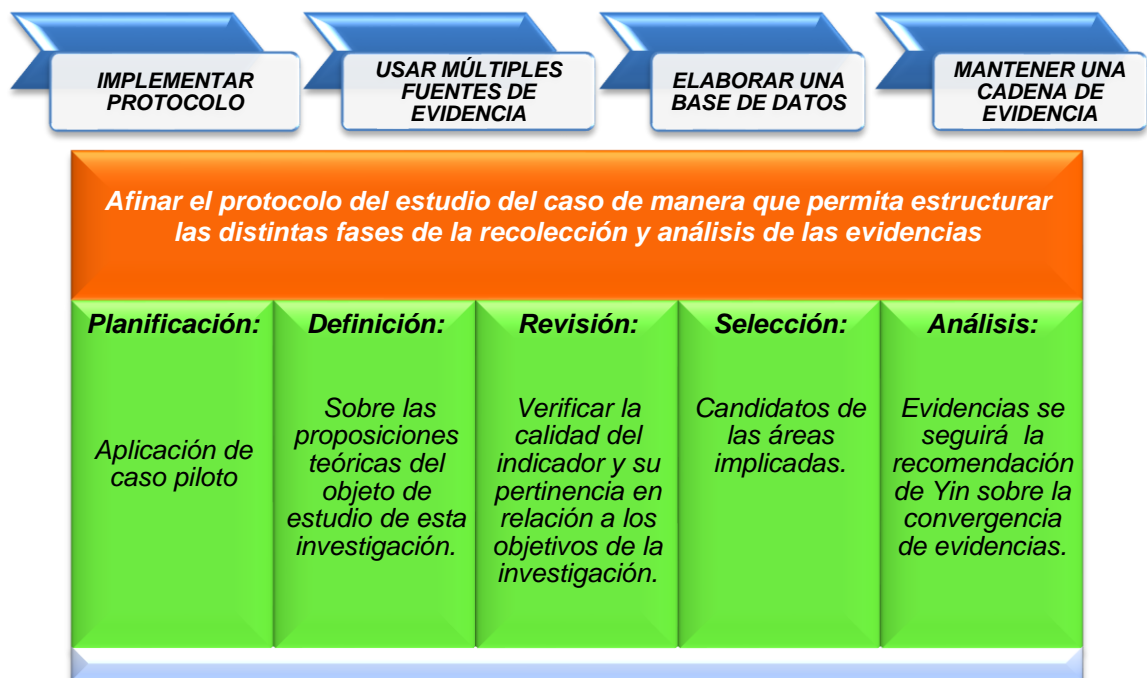 IMPLEMENTAR
PROTOCOLO
USAR MÚLTIPLES
FUENTES DE
EVIDENCIA
ELABORAR UNA
BASE DE DATOS
MANTENER UNA
CADENA DE
EVIDENCIA
Afinar el protocolo del estudio del caso de manera que permita estructurar
las distintas fases de la recolección y análisis de las evidencias
Planificación:
Aplicación de
caso piloto
Definición:
Sobre las
proposiciones
teóricas del
objeto de
estudio de esta
investigación.
Revisión:
Verificar la
calidad del
indicador y su
pertinencia en
relación a los
objetivos de la
investigación.
Selección:
Candidatos de
las áreas
implicadas.
Análisis:
Evidencias se
seguirá la
recomendación
de Yin sobre la
convergencia
de evidencias.